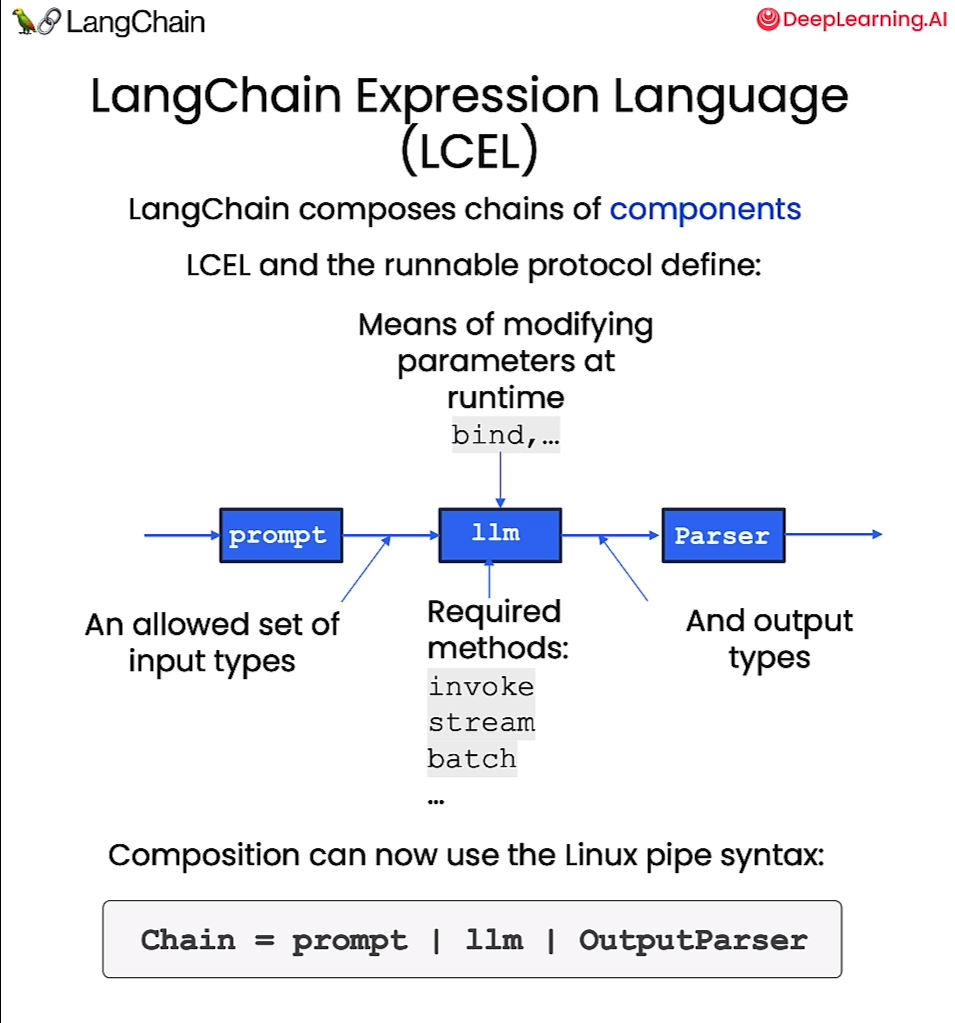 LangChain
DeepLearning.AI
LangChain Expression Language
(LCEL)
LangChain composes chains of components
LCEL and the runnable protocol define:
Means of modifying
parameters at
runtime
bind,…
prompt
llm
Parser
An allowed set of
input types
Required
methods:
invoke
stream
batch
…
And output
types
Composition can now use the Linux pipe syntax:
Chain = prompt | llm | OutputParser